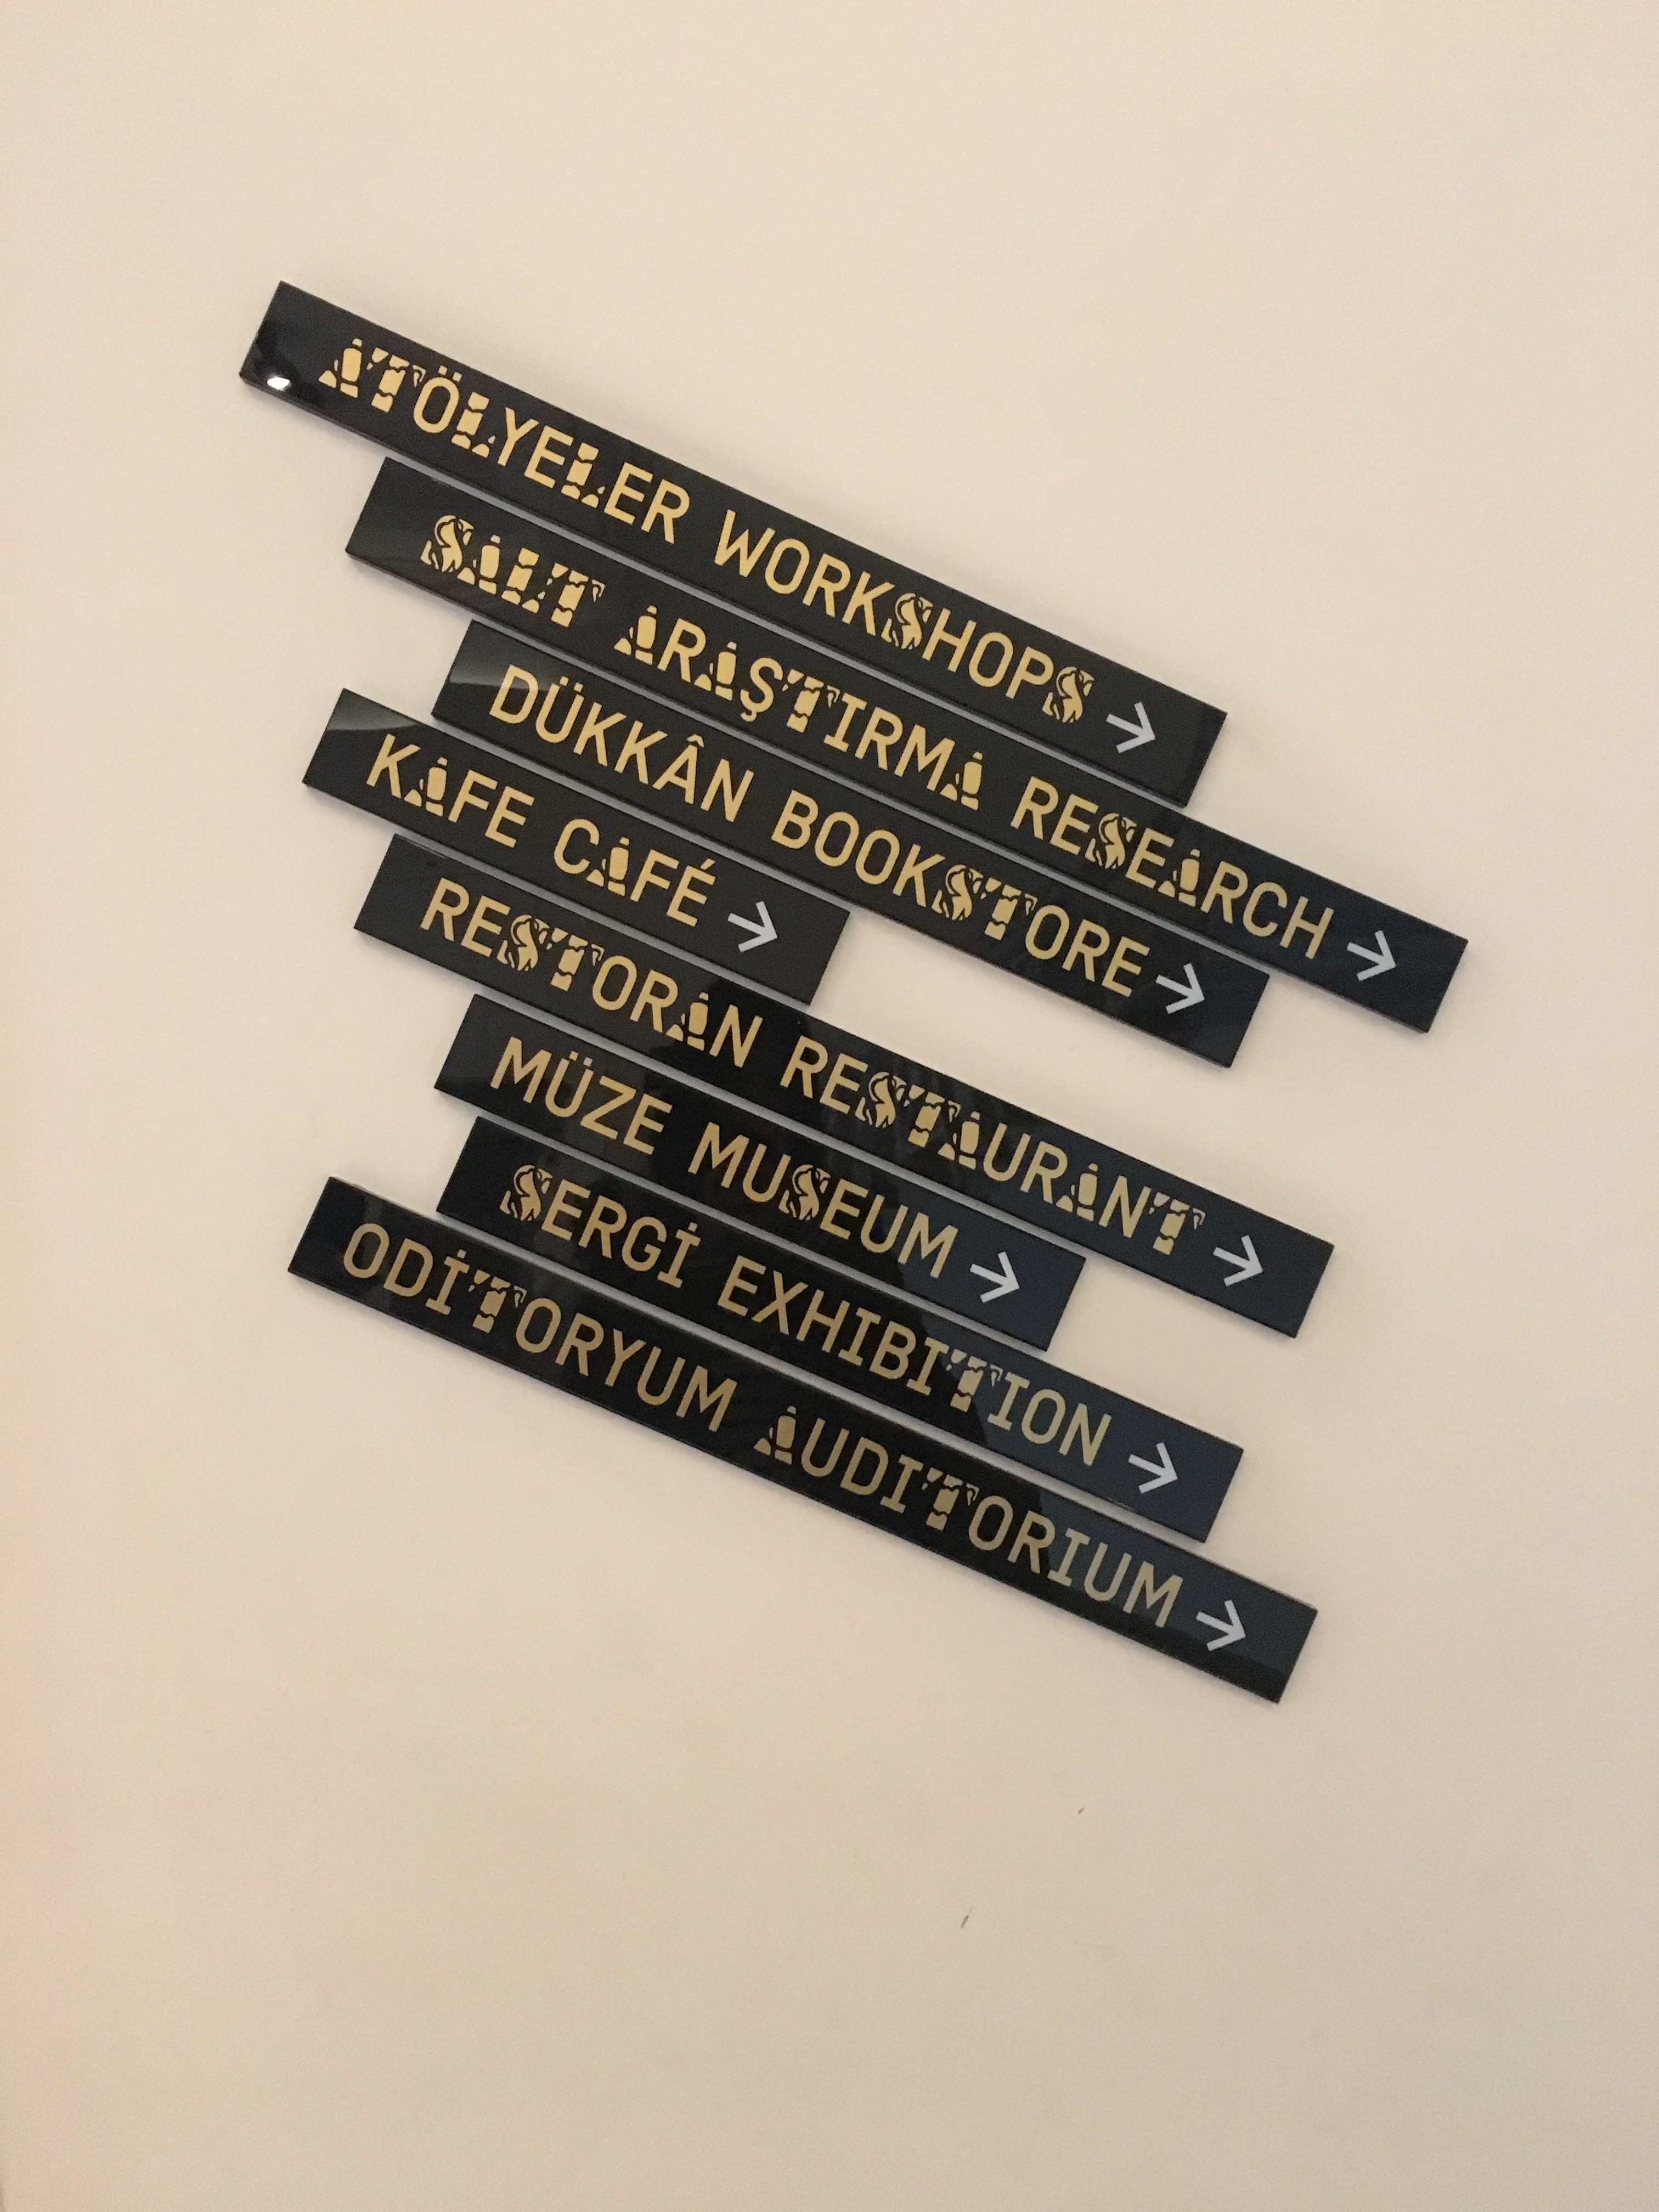 ATÖLYELER WORKSHOPS →
SALT ARAŞTIRMA RESEARCH →
DÜKKÂN BOOKSTORE →
KAFE CAFÉ →
RESTORAN RESTAURANT →
MÜZE MUSEUM →
SERGİ EXHIBITION →
ODİTORYUM AUDITORIUM →